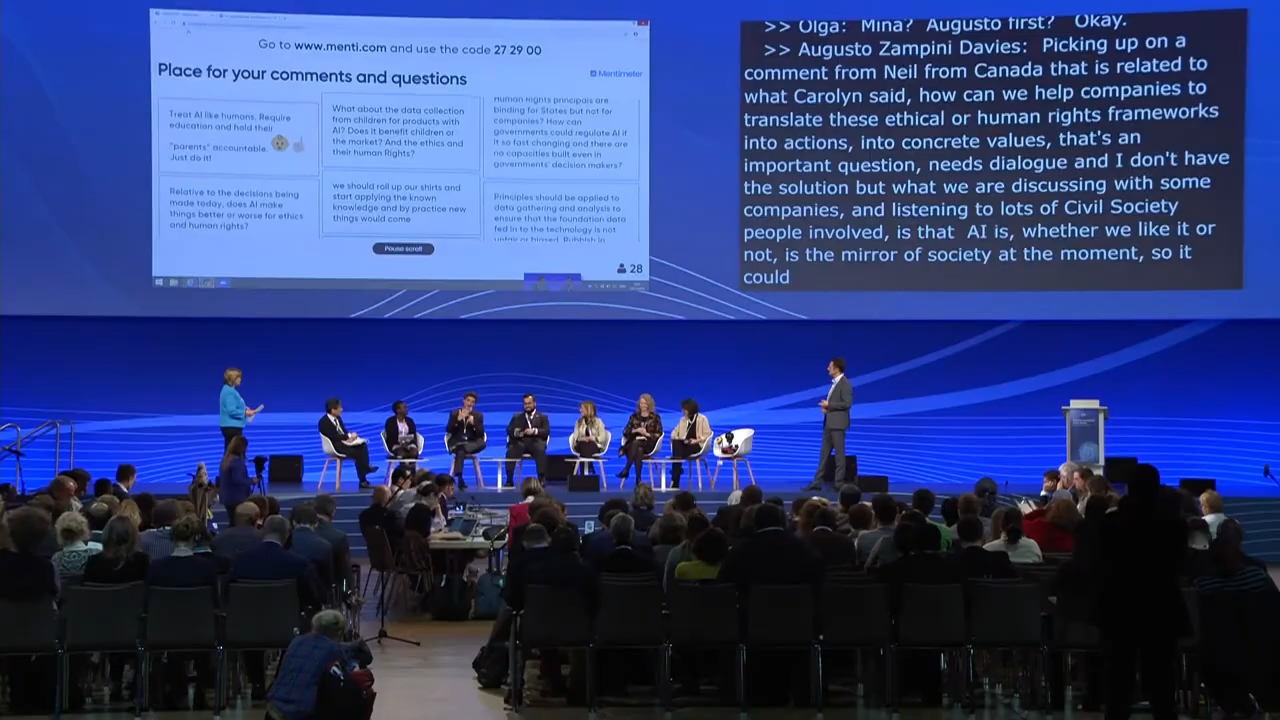 Go to www.menti.com and use the code 27 29 00
Place for your comments and questions
Mentimeter
Treat AI like humans. Require
education and hold their
"parents" accountable.
Just do it!
What about the data collection
from children for products with
AI? Does it benefit children or
the market? And the ethics and
their human Rights?
Human Rights principals are
binding for States but not for
companies? How can
governments could regulate AI if
it so fast changing and there are
no capacities built even in
governments' decision makers?
Relative to the decisions being
made today, does AI make
things better or worse for ethics
and human rights?
we should roll up our shirts and
start applying the known
knowledge and by practice new
things would come
Principles should be applied to
data gathering and analysis to
ensure that the foundation data
fed in to the technology is not
unfair or biased. Rubbish in
Pause scroll
28
>> Olga: Mina? Augusto first? Okay.
>> Augusto Zampini Davies: Picking up on a
comment from Neil from Canada that is related to
what Carolyn said, how can we help companies to
translate these ethical or human rights frameworks
into actions, into concrete values, that's an
important question, needs dialogue and I don't have
the solution but what we are discussing with some
companies, and listening to lots of Civil Society
people involved, is that AI is, whether we like it or
not, is the mirror of society at the moment, so it
could